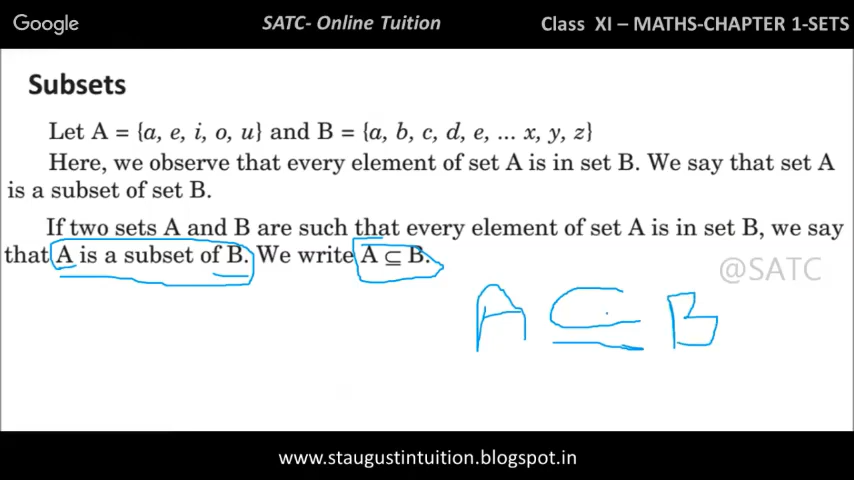 Google SATC- Online Tuition Class XI – MATHS-CHAPTER 1-SETS
Subsets
Let A = {a, e, i, o, u} and B = {a, b, c, d, e, ... x, y, z}
Here, we observe that every element of set A is in set B. We say that set A
is a subset of set B.
If two sets A and B are such that every element of set A is in set B, we say
that A is a subset of B. We write A ⊆ B.
@SATC
A ⊆ B
www.staugustintuition.blogspot.in